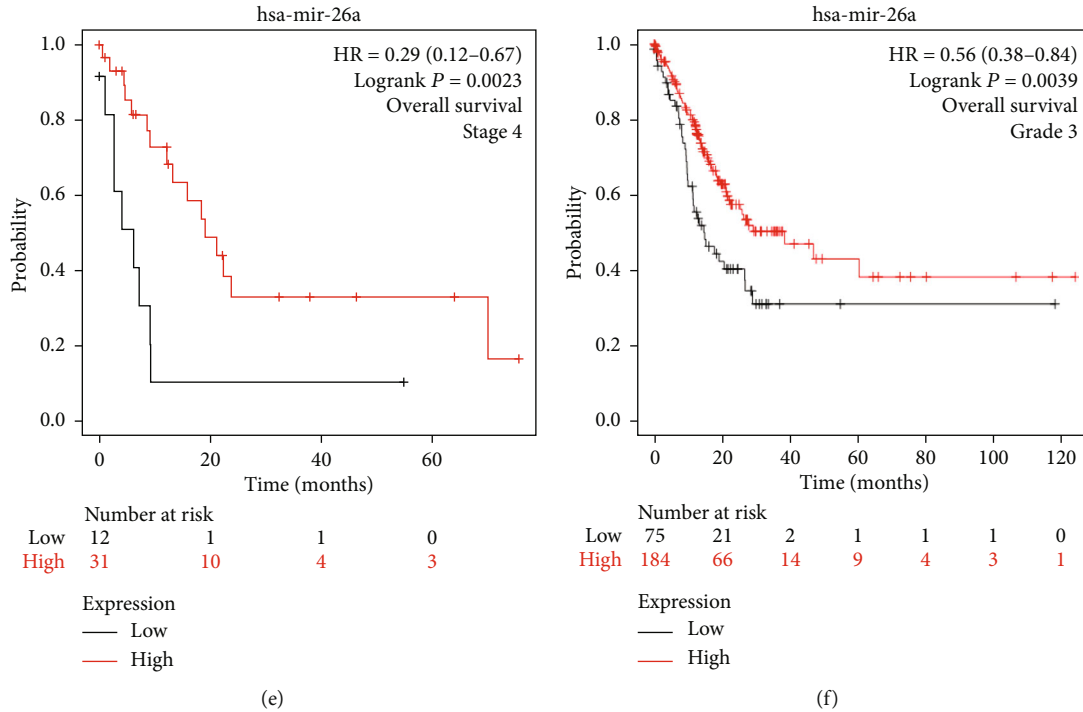 hsa-mir-26a
HR = 0.29 (0.12–0.67)
Logrank P = 0.0023
Overall survival
Stage 4
1.0
0.8
0.6
0.4
0.2
0.0
Probability
0 20 40 60
Time (months)
Number at risk
Low 12 1 1 0
High 31 10 4 3
Expression
Low
High
(e)
hsa-mir-26a
HR = 0.56 (0.38–0.84)
Logrank P = 0.0039
Overall survival
Grade 3
1.0
0.8
0.6
0.4
0.2
0.0
Probability
0 20 40 60 80 100 120
Time (months)
Number at risk
Low 75 21 2 1 1 1 0
High 184 66 14 9 4 3 1
Expression
Low
High
(f)